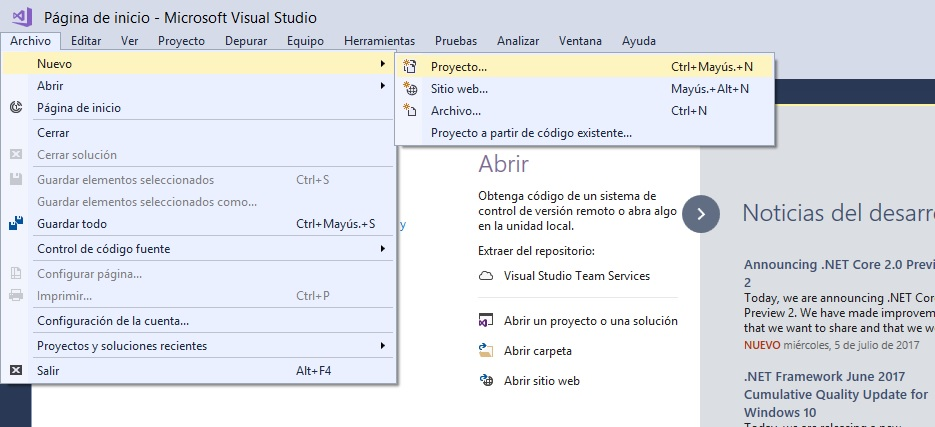 Página de inicio - Microsoft Visual Studio
Archivo Editar Ver Proyecto Depurar Equipo Herramientas Pruebas Analizar Ventana Ayuda
Nuevo
Abrir
Página de inicio
Cerrar
Cerrar solución
Guardar elementos seleccionados Ctrl+S
Guardar elementos seleccionados como...
Guardar todo Ctrl+Mayús.+S
Control de código fuente
Configurar página...
Imprimir... Ctrl+P
Configuración de la cuenta...
Proyectos y soluciones recientes
Salir Alt+F4
Proyecto... Ctrl+Mayús.+N
Sitio web... Mayús.+Alt+N
Archivo... Ctrl+N
Proyecto a partir de código existente...
y
Abrir
Obtenga código de un sistema de
control de versión remoto o abra algo
en la unidad local.
Extraer del repositorio:
Visual Studio Team Services
Abrir un proyecto o una solución
Abrir carpeta
Abrir sitio web
Noticias del desarr
Announcing .NET Core 2.0 Previ
2
Today, we are announcing .NET Cor
Preview 2. We have made improvem
that we want to share and that we w
NUEVO miércoles, 5 de julio de 2017
.NET Framework June 2017
Cumulative Quality Update for
Windows 10